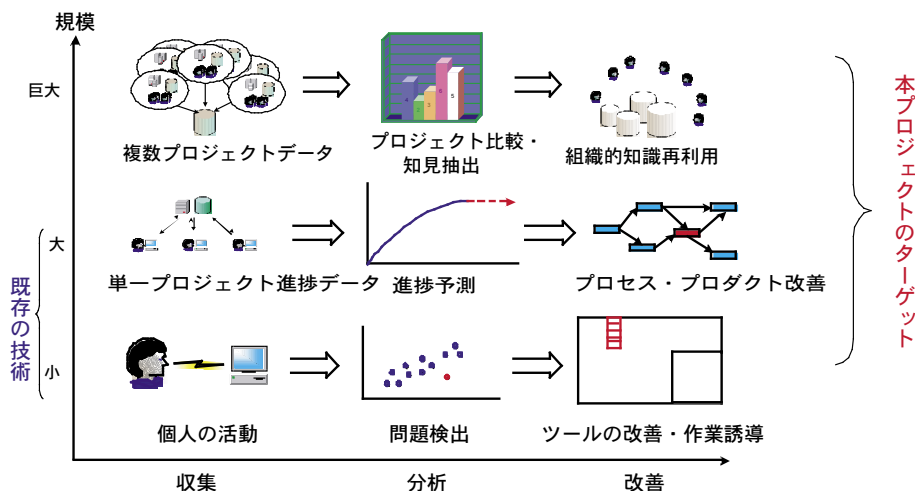 規模
巨大
複数プロジェクトデータ
4
2
3
6
5
プロジェクト比較・
知見抽出
組織的知識再利用
大
単一プロジェクト進捗データ
進捗予測
プロセス・プロダクト改善
小
個人の活動
問題検出
ツールの改善・作業誘導
収集
分析
改善
既存の技術
本プロジェクトのターゲット